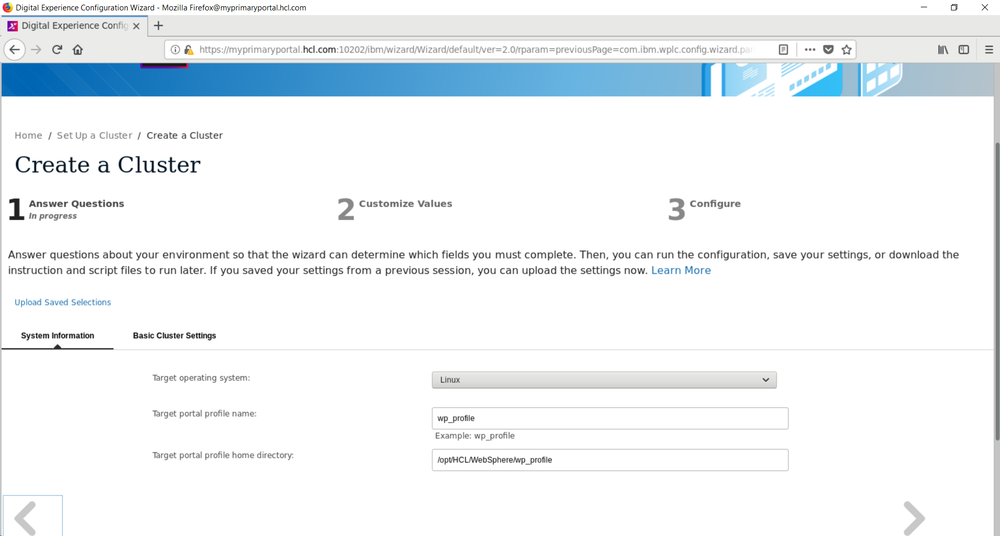 Digital Experience Configuration Wizard - Mozilla Firefox@myprimaryportal.hcl.com
Digital Experience Config
https://myprimaryportal.hcl.com:10202/ibm/wizard/Wizard/default/ver=2.0/rparam=previousPage=com.ibm.wplc.config.wizard.pan
Home / Set Up a Cluster / Create a Cluster
Create a Cluster
1 Answer Questions
In progress
2 Customize Values
3 Configure
Answer questions about your environment so that the wizard can determine which fields you must complete. Then, you can run the configuration, save your settings, or download the
instruction and script files to run later. If you saved your settings from a previous session, you can upload the settings now. Learn More
Upload Saved Selections
System Information
Basic Cluster Settings
Target operating system:
Linux
Target portal profile name:
wp_profile
Example: wp_profile
Target portal profile home directory:
/opt/HCL/WebSphere/wp_profile